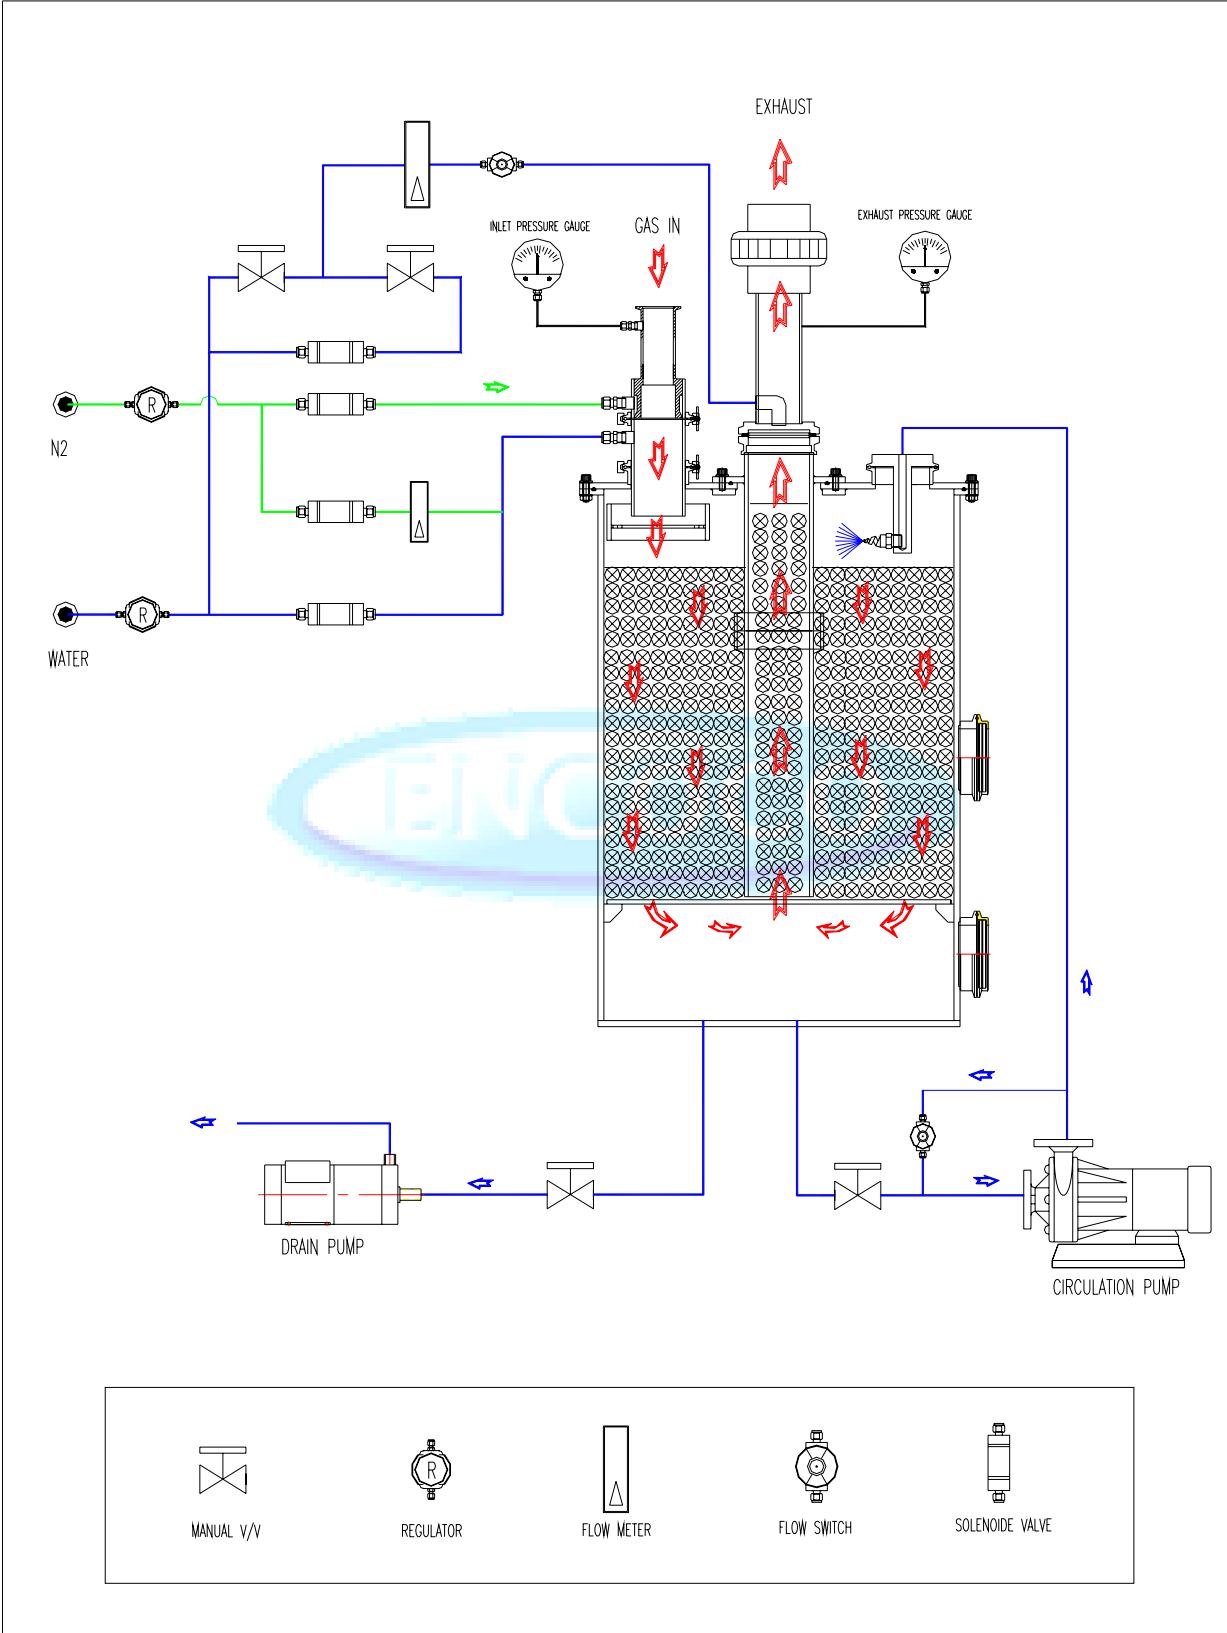 EXHAUST
INLET PRESSURE GAUGE
GAS IN
EXHAUST PRESSURE GAUGE
R
N2
R
WATER
DRAIN PUMP
CIRCULATION PUMP
R
MANUAL V/V
REGULATOR
FLOW METER
FLOW SWITCH
SOLENOIDE VALVE